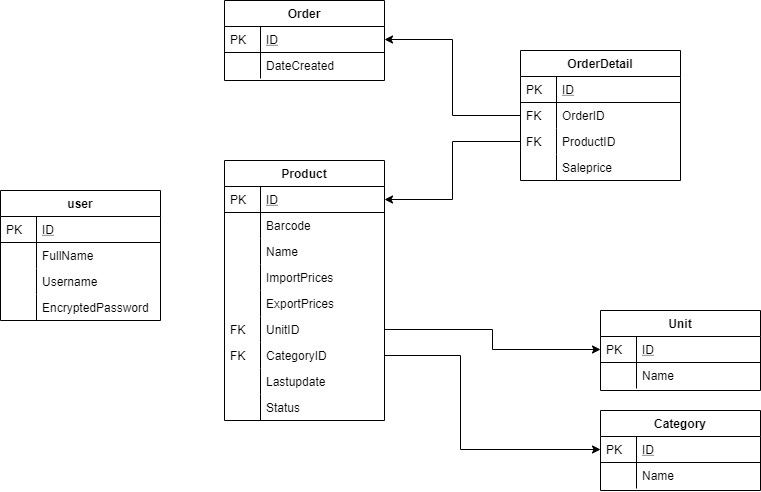 Order
PK ID
DateCreated
OrderDetail
PK ID
FK OrderID
FK ProductID
Saleprice
Product
PK ID
Barcode
Name
ImportPrices
ExportPrices
FK UnitID
FK CategoryID
Lastupdate
Status
user
PK ID
FullName
Username
EncryptedPassword
Unit
PK ID
Name
Category
PK ID
Name